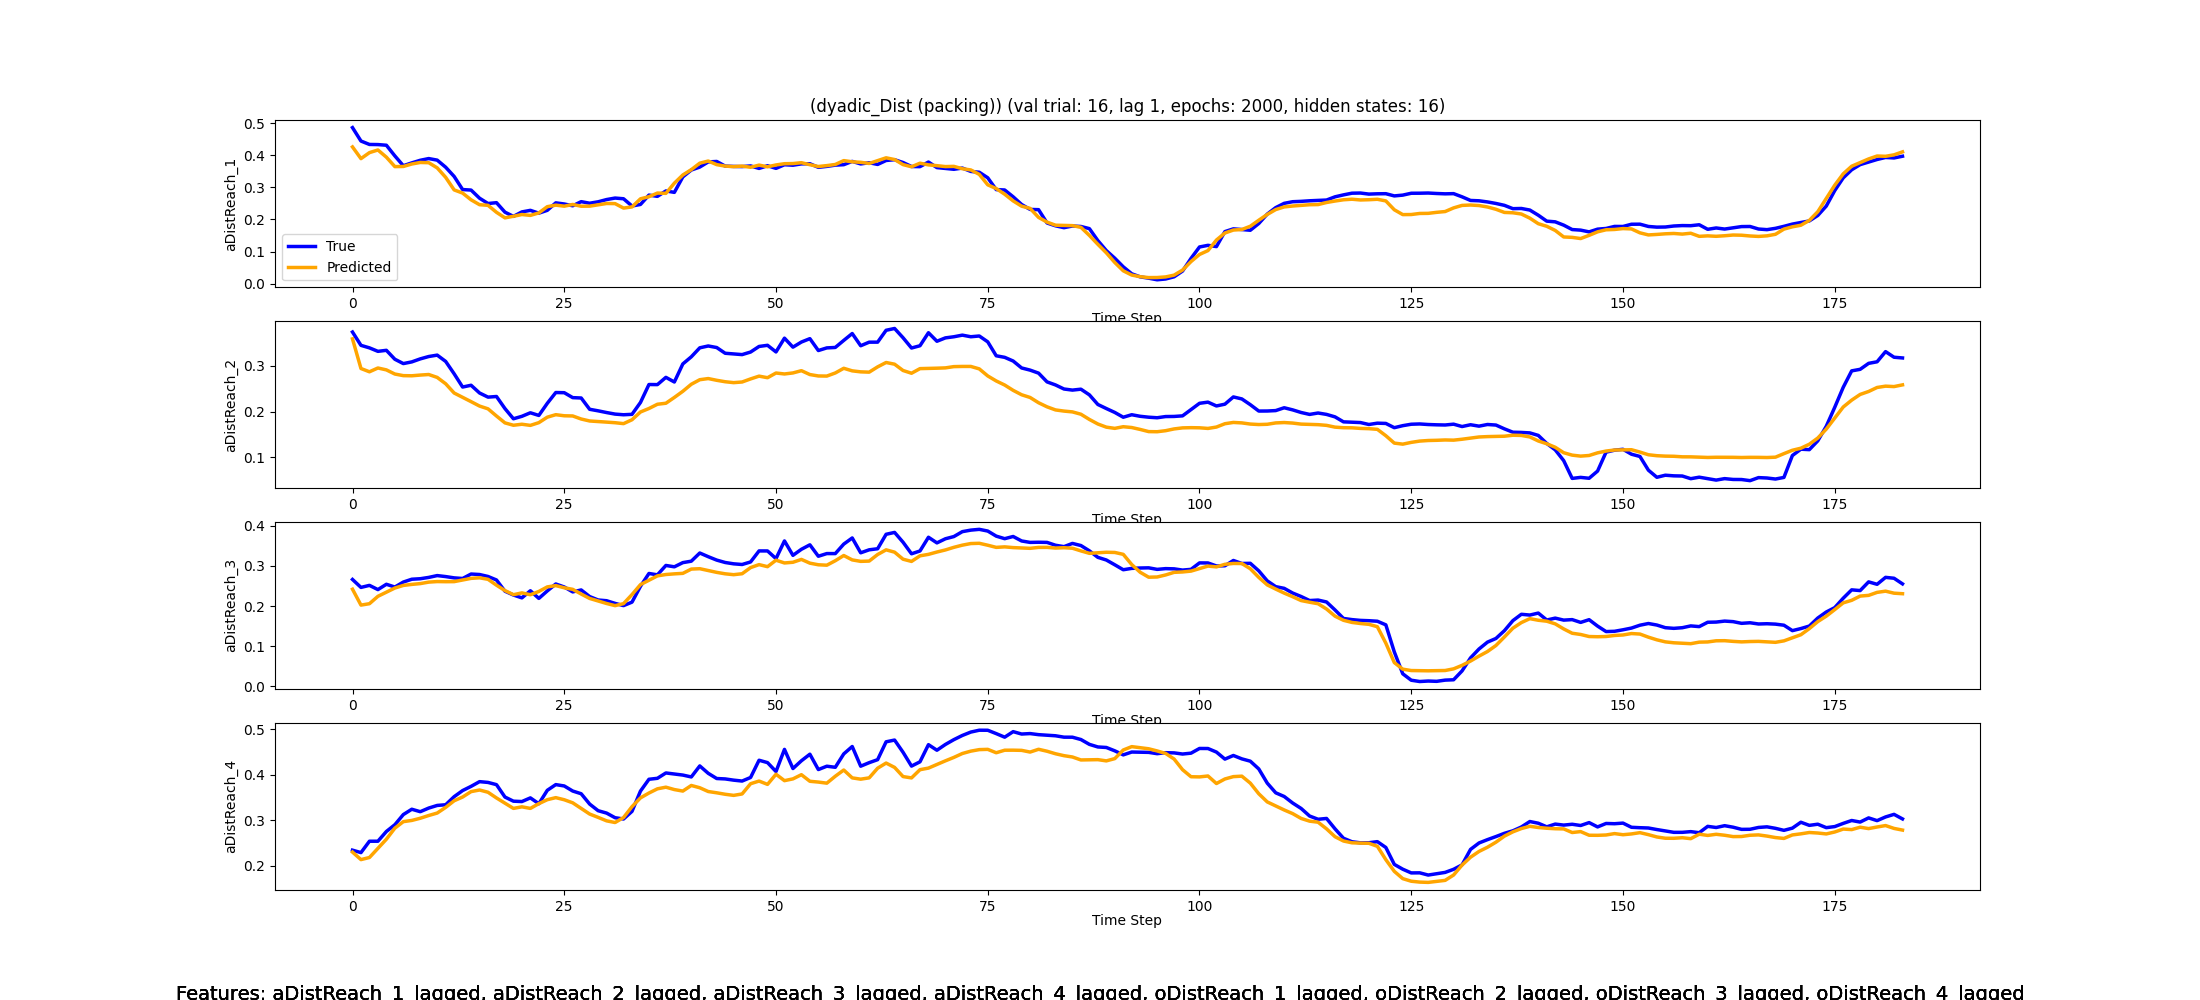 (dyadic_Dist (packing)) (val trial: 16, lag 1, epochs: 2000, hidden states: 16)
0.5
0.4
0.3
0.2
0.1
0.0
aDistReach_1
True
Predicted
0 25 50 75 100 125 150 175
Time Step
0.3
0.2
0.1
aDistReach_2
0 25 50 75 100 125 150 175
Time Step
0.4
0.3
0.2
0.1
0.0
aDistReach_3
0 25 50 75 100 125 150 175
Time Step
0.5
0.4
0.3
0.2
aDistReach_4
0 25 50 75 100 125 150 175
Time Step
Features: aDistReach_1_lagged, aDistReach_2_lagged, aDistReach_3_lagged, aDistReach_4_lagged, oDistReach_1_lagged, oDistReach_2_lagged, oDistReach_3_lagged, oDistReach_4_lagged